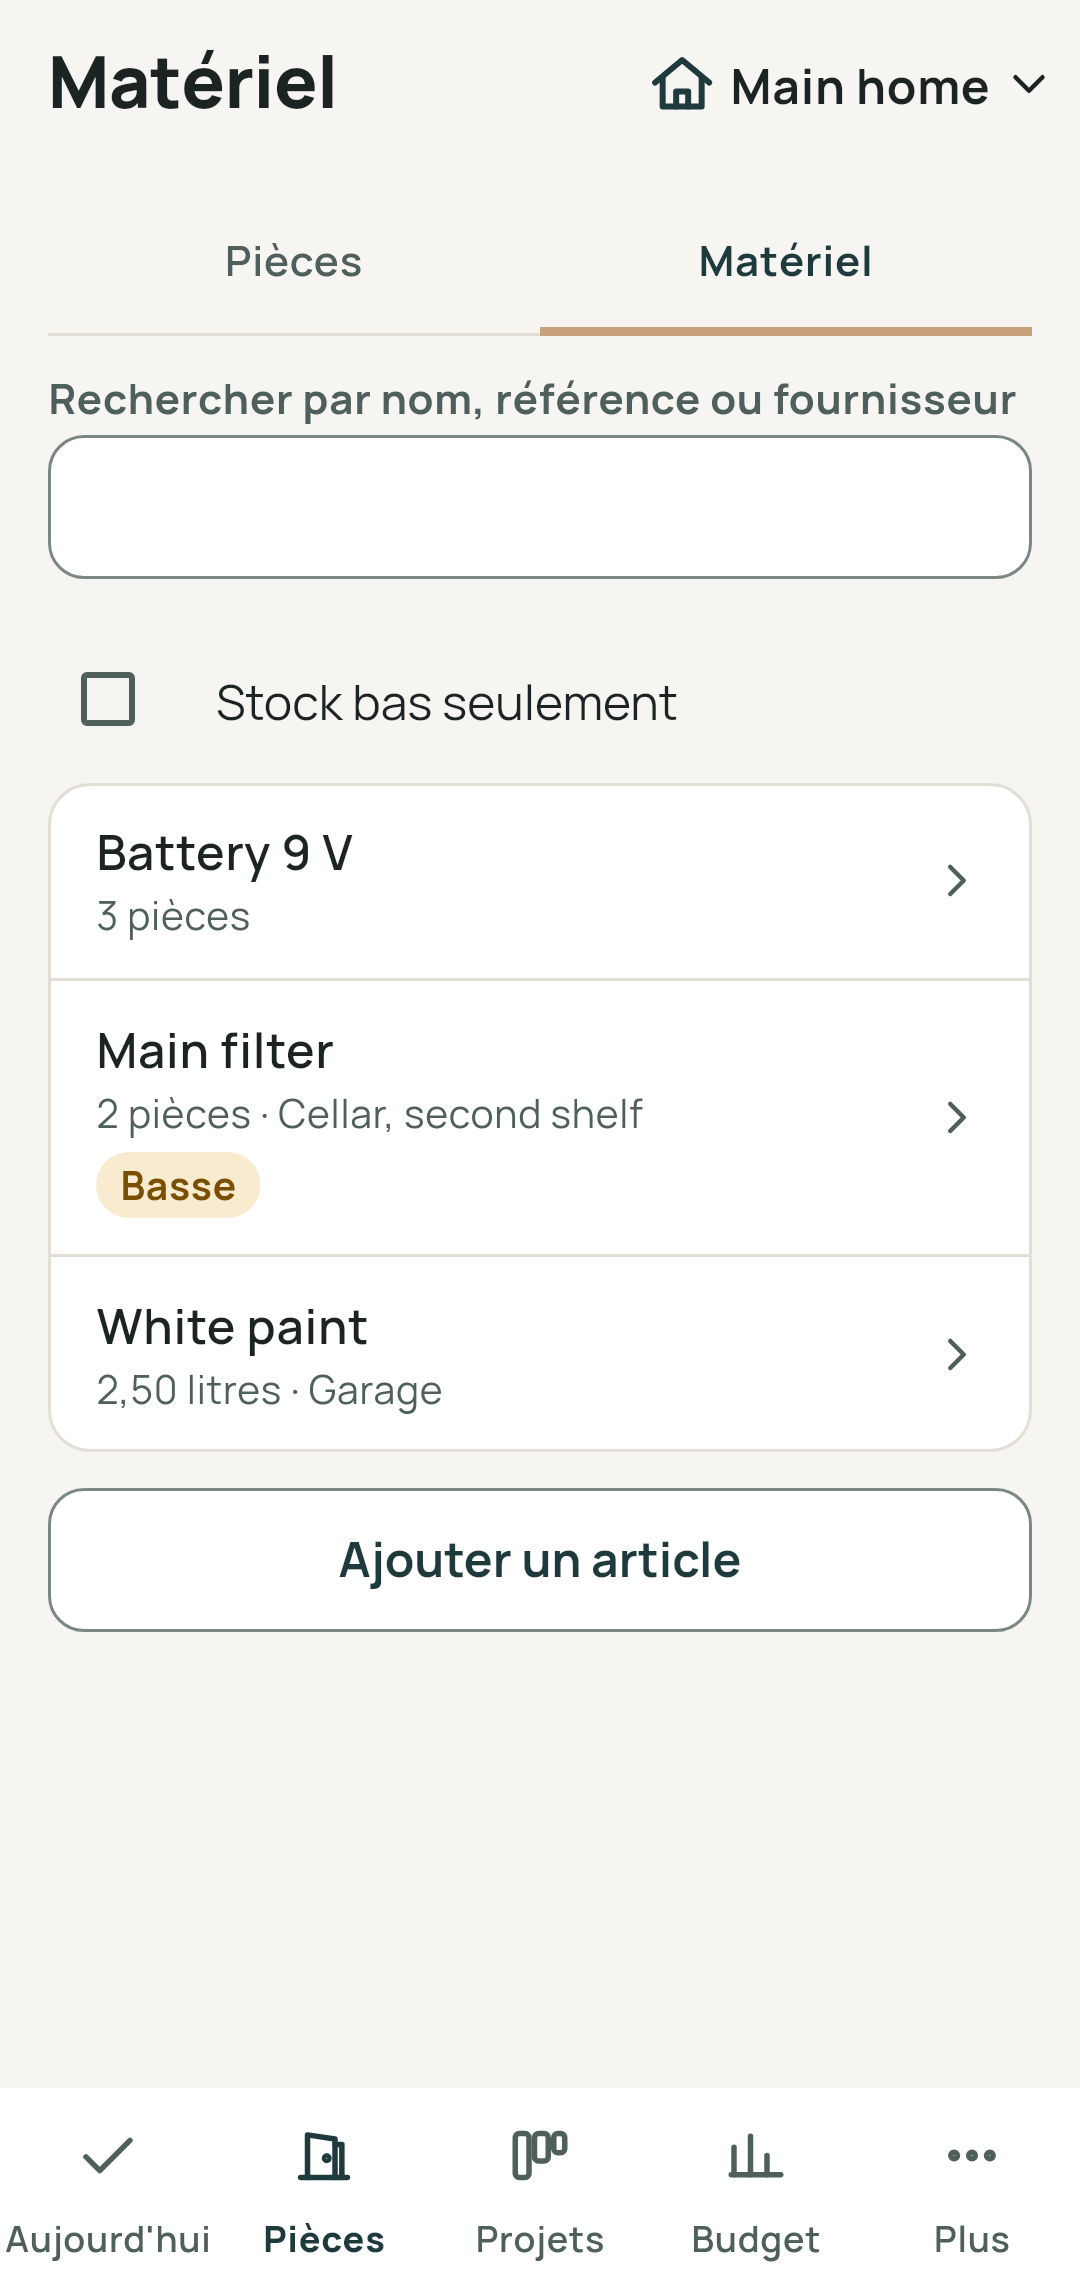 Matériel
Main home
Pièces
Matériel
Rechercher par nom, référence ou fournisseur
Stock bas seulement
Battery 9 V
3 pièces
Main filter
2 pièces · Cellar, second shelf
Basse
White paint
2,50 litres · Garage
Ajouter un article
Aujourd'hui
Pièces
Projets
Budget
Plus